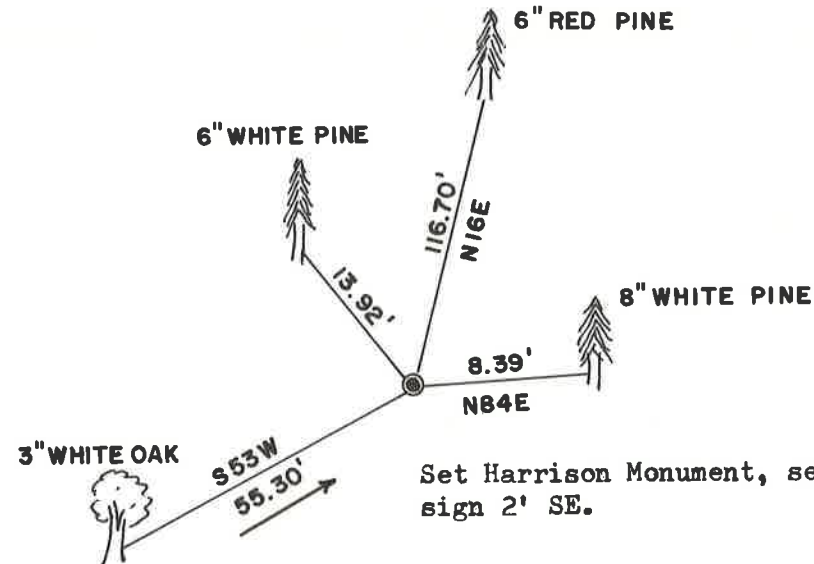 6" RED PINE
6" WHITE PINE
116.70'
N16E
13.92'
8" WHITE PINE
8.39'
N84E
3" WHITE OAK
S53W
55.30'
Set Harrison Monument,
sign 2' SE.